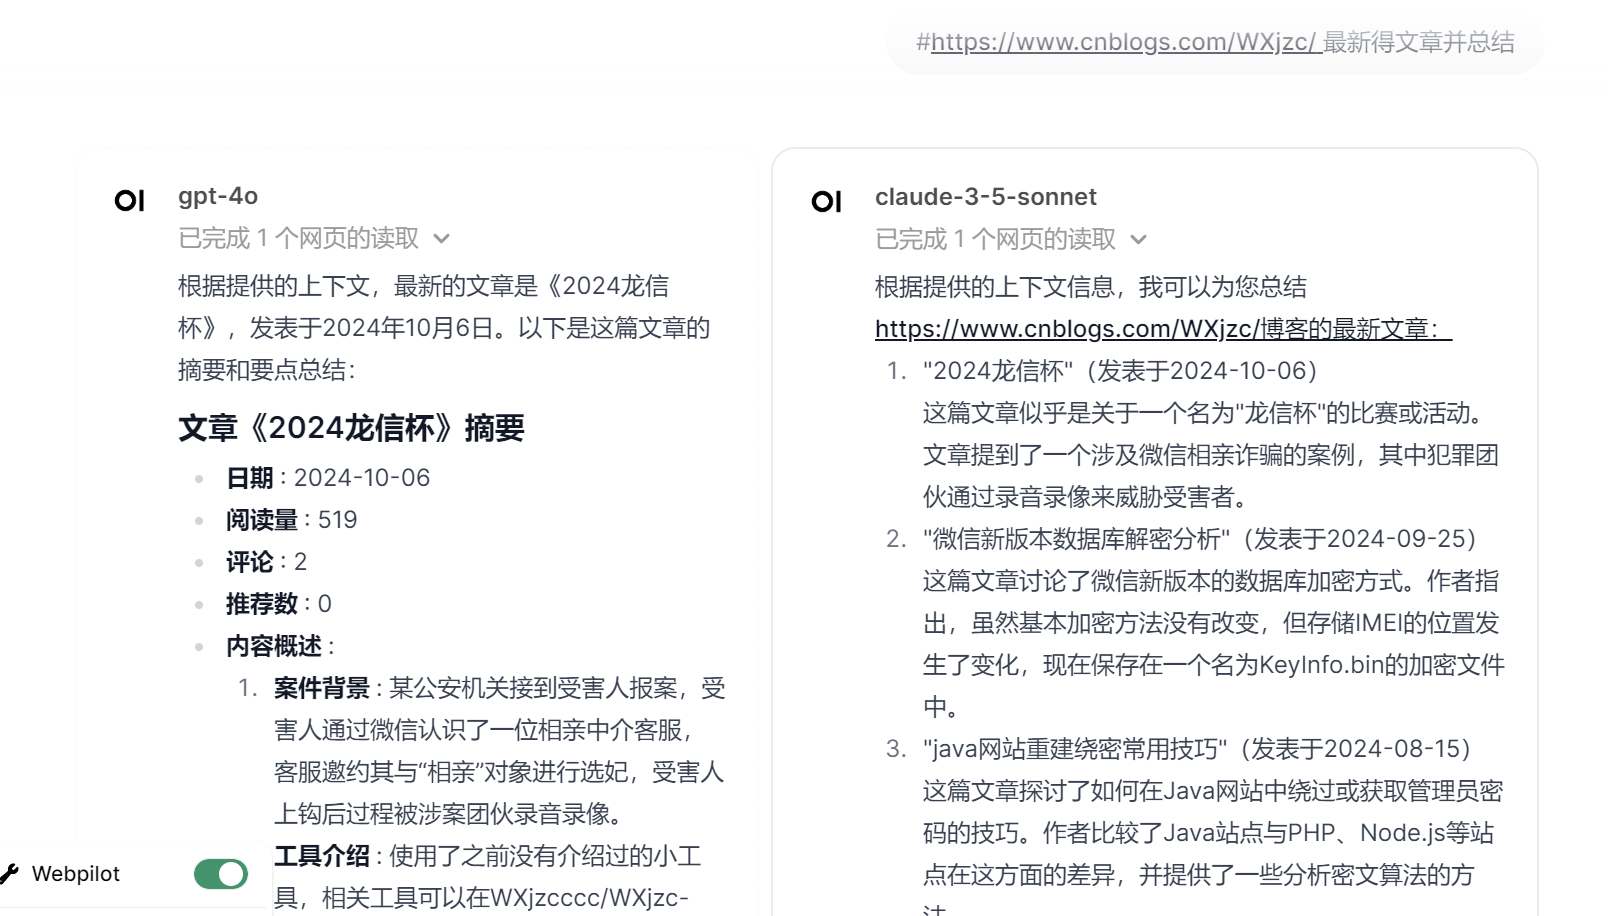 #https://www.cnblogs.com/WXjzc/ 最新得文章并总结
gpt-4o
已完成 1 个网页的读取
根据提供的上下文，最新的文章是《2024龙信
杯》，发表于2024年10月6日。以下是这篇文章的
摘要和要点总结：
文章《2024龙信杯》摘要
日期：2024-10-06
阅读量：519
评论：2
推荐数：0
内容概述：
1. 案件背景：某公安机关接到受害人报案，受
害人通过微信认识了一位相亲中介客服，
客服邀约其与“相亲”对象进行选妃，受害人
上钩后过程被涉案团伙录音录像。
工具介绍：使用了之前没有介绍过的小工
具，相关工具可以在WXjzcccc/WXjzc-
Webpilot
claude-3-5-sonnet
已完成 1 个网页的读取
根据提供的上下文信息，我可以为您总结
https://www.cnblogs.com/WXjzc/博客的最新文章：
1. "2024龙信杯"（发表于2024-10-06）
这篇文章似乎是关于一个名为"龙信杯"的比赛或活动。
文章提到了一个涉及微信相亲诈骗的案例，其中犯罪团
伙通过录音录像来威胁受害者。
2. "微信新版本数据库解密分析"（发表于2024-09-25）
这篇文章讨论了微信新版本的数据库加密方式。作者指
出，虽然基本加密方法没有改变，但存储IMEI的位置发
生了变化，现在保存在一个名为KeyInfo.bin的加密文件
中。
3. "java网站重建绕密常用技巧"（发表于2024-08-15）
这篇文章探讨了如何在Java网站中绕过或获取管理员密
码的技巧。作者比较了Java站点与PHP、Node.js等站
点在这方面的差异，并提供了一些分析密文算法的方
法